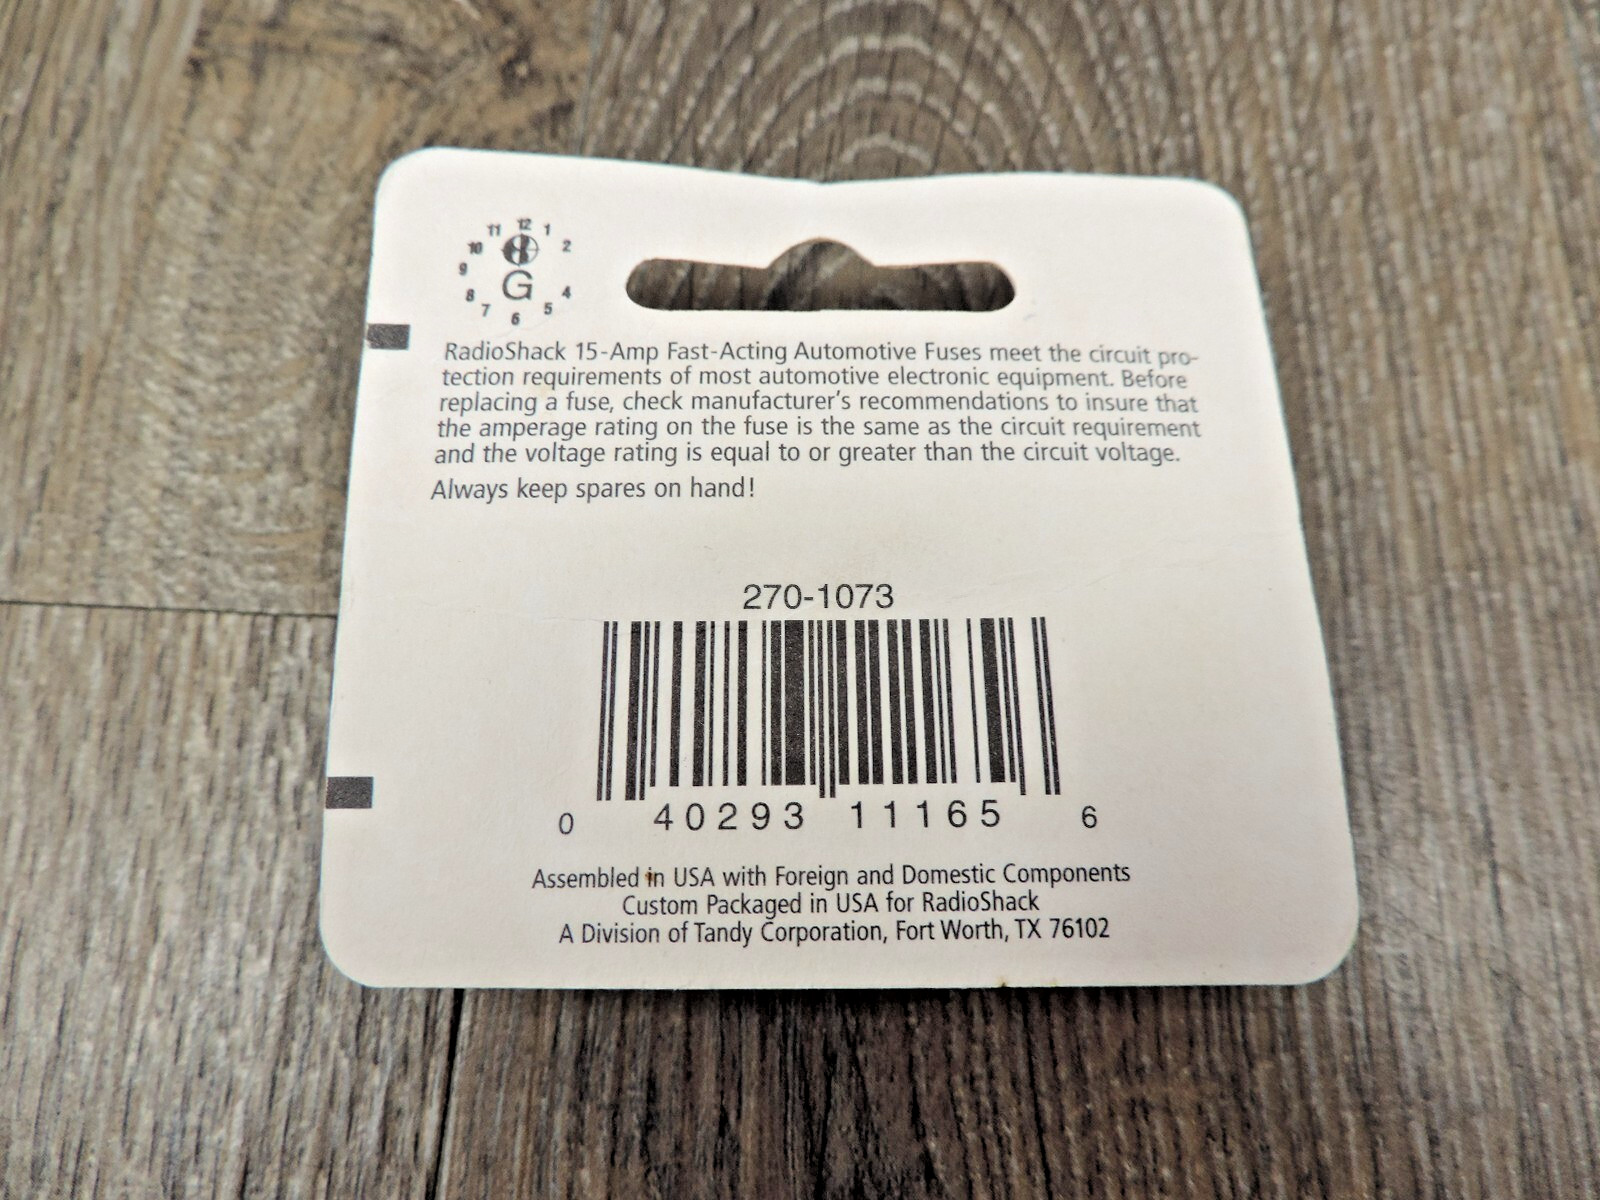 11 12 1
10 2
9 G
8 4
7 6 5
RadioShack 15-Amp Fast-Acting Automotive Fuses meet the circuit pro-
tection requirements of most automotive electronic equipment. Before
replacing a fuse, check manufacturer's recommendations to insure that
the amperage rating on the fuse is the same as the circuit requirement
and the voltage rating is equal to or greater than the circuit voltage.
Always keep spares on hand!
270-1073
0 40293 11165 6
Assembled in USA with Foreign and Domestic Components
Custom Packaged in USA for RadioShack
A Division of Tandy Corporation, Fort Worth, TX 76102